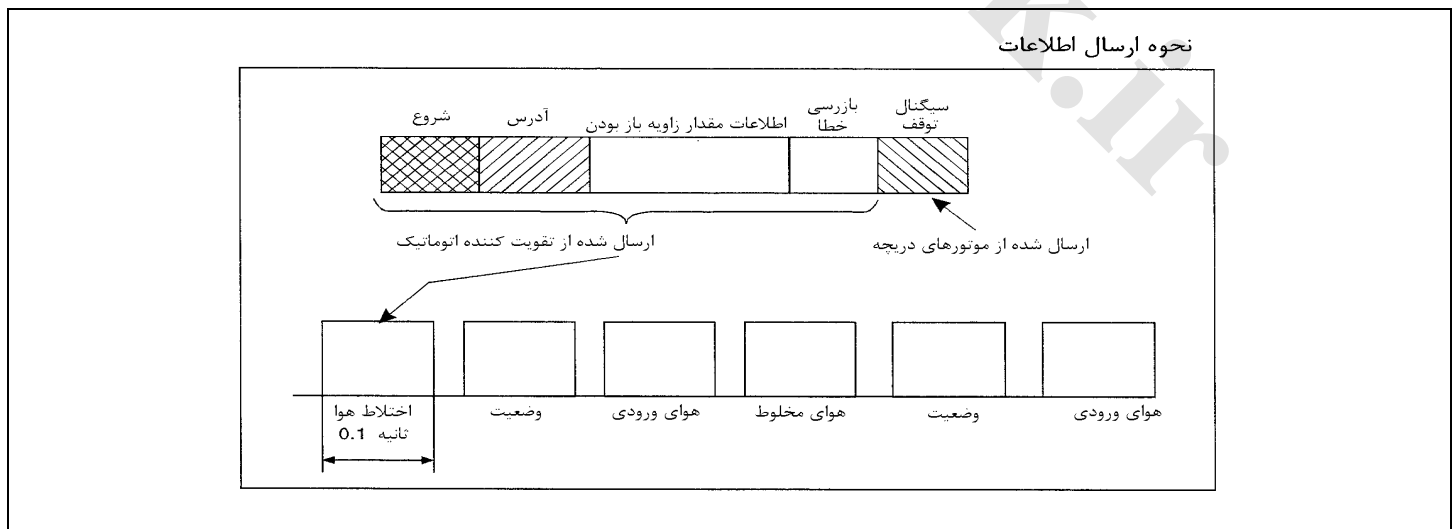 نحوه ارسال اطلاعات
سیگنال
توقف
بازرسی
خطا
اطلاعات مقدار زاویه باز بودن
آدرس
شروع
ارسال شده از موتورهای دریچه
ارسال شده از تقویت کننده اتوماتیک
هوای ورودی
وضعیت
هوای مخلوط
هوای ورودی
وضعیت
اختلاط هوا
ثانیه 0.1
k.ir